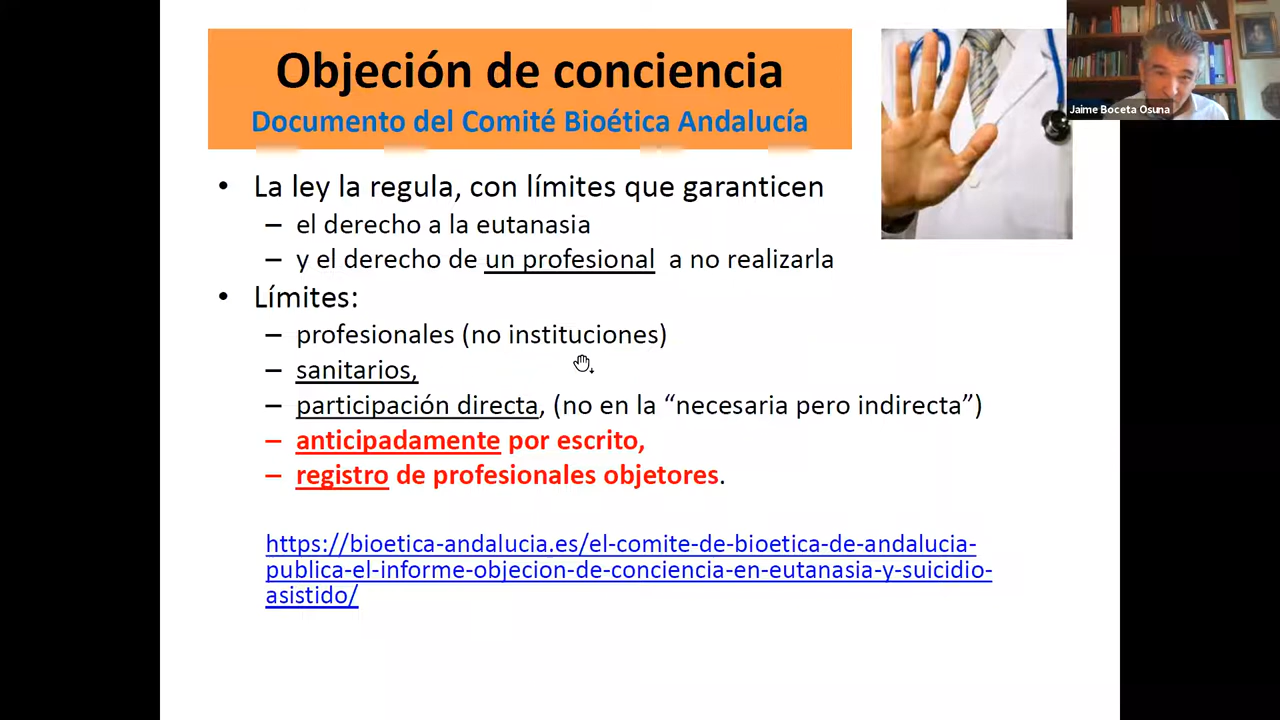 Objeción de conciencia
Documento del Comité Bioética Andalucía
Jaime Boceta Osuna
• La ley la regula, con límites que garanticen
– el derecho a la eutanasia
– y el derecho de un profesional a no realizarla
• Límites:
– profesionales (no instituciones)
– sanitarios,
– participación directa, (no en la “necesaria pero indirecta”)
– anticipadamente por escrito,
– registro de profesionales objetores.
https://bioetica-andalucia.es/el-comite-de-bioetica-de-andalucia-
publica-el-informe-objecion-de-conciencia-en-eutanasia-y-suicidio-
asistido/